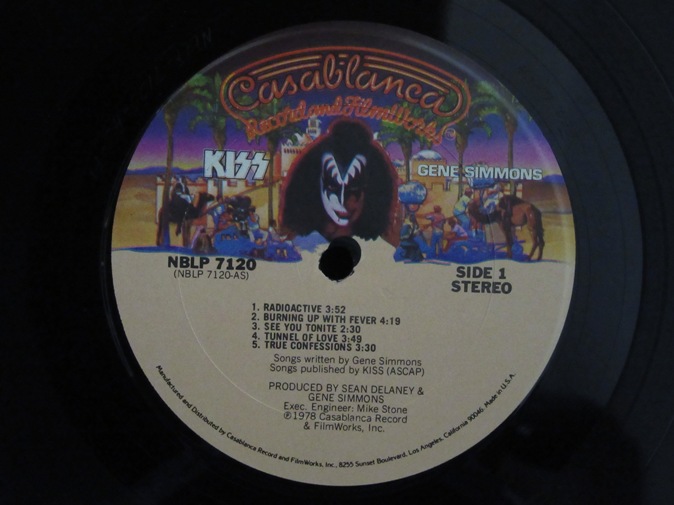 Casablanca
Record and FilmWorks
KISS
GENE SIMMONS
NBLP 7120
(NBLP 7120-AS)
SIDE 1
STEREO
1. RADIOACTIVE 3:52
2. BURNING UP WITH FEVER 4:19
3. SEE YOU TONITE 2:30
4. TUNNEL OF LOVE 3:49
5. TRUE CONFESSIONS 3:30
Songs written by Gene Simmons
Songs published by KISS (ASCAP)
PRODUCED BY SEAN DELANEY &
GENE SIMMONS
Exec. Engineer: Mike Stone
℗1978 Casablanca Record
& FilmWorks, Inc.
Manufactured and Distributed by Casablanca Record and FilmWorks, Inc., 8255 Sunset Boulevard, Los Angeles, California 90046. Made in U.S.A.